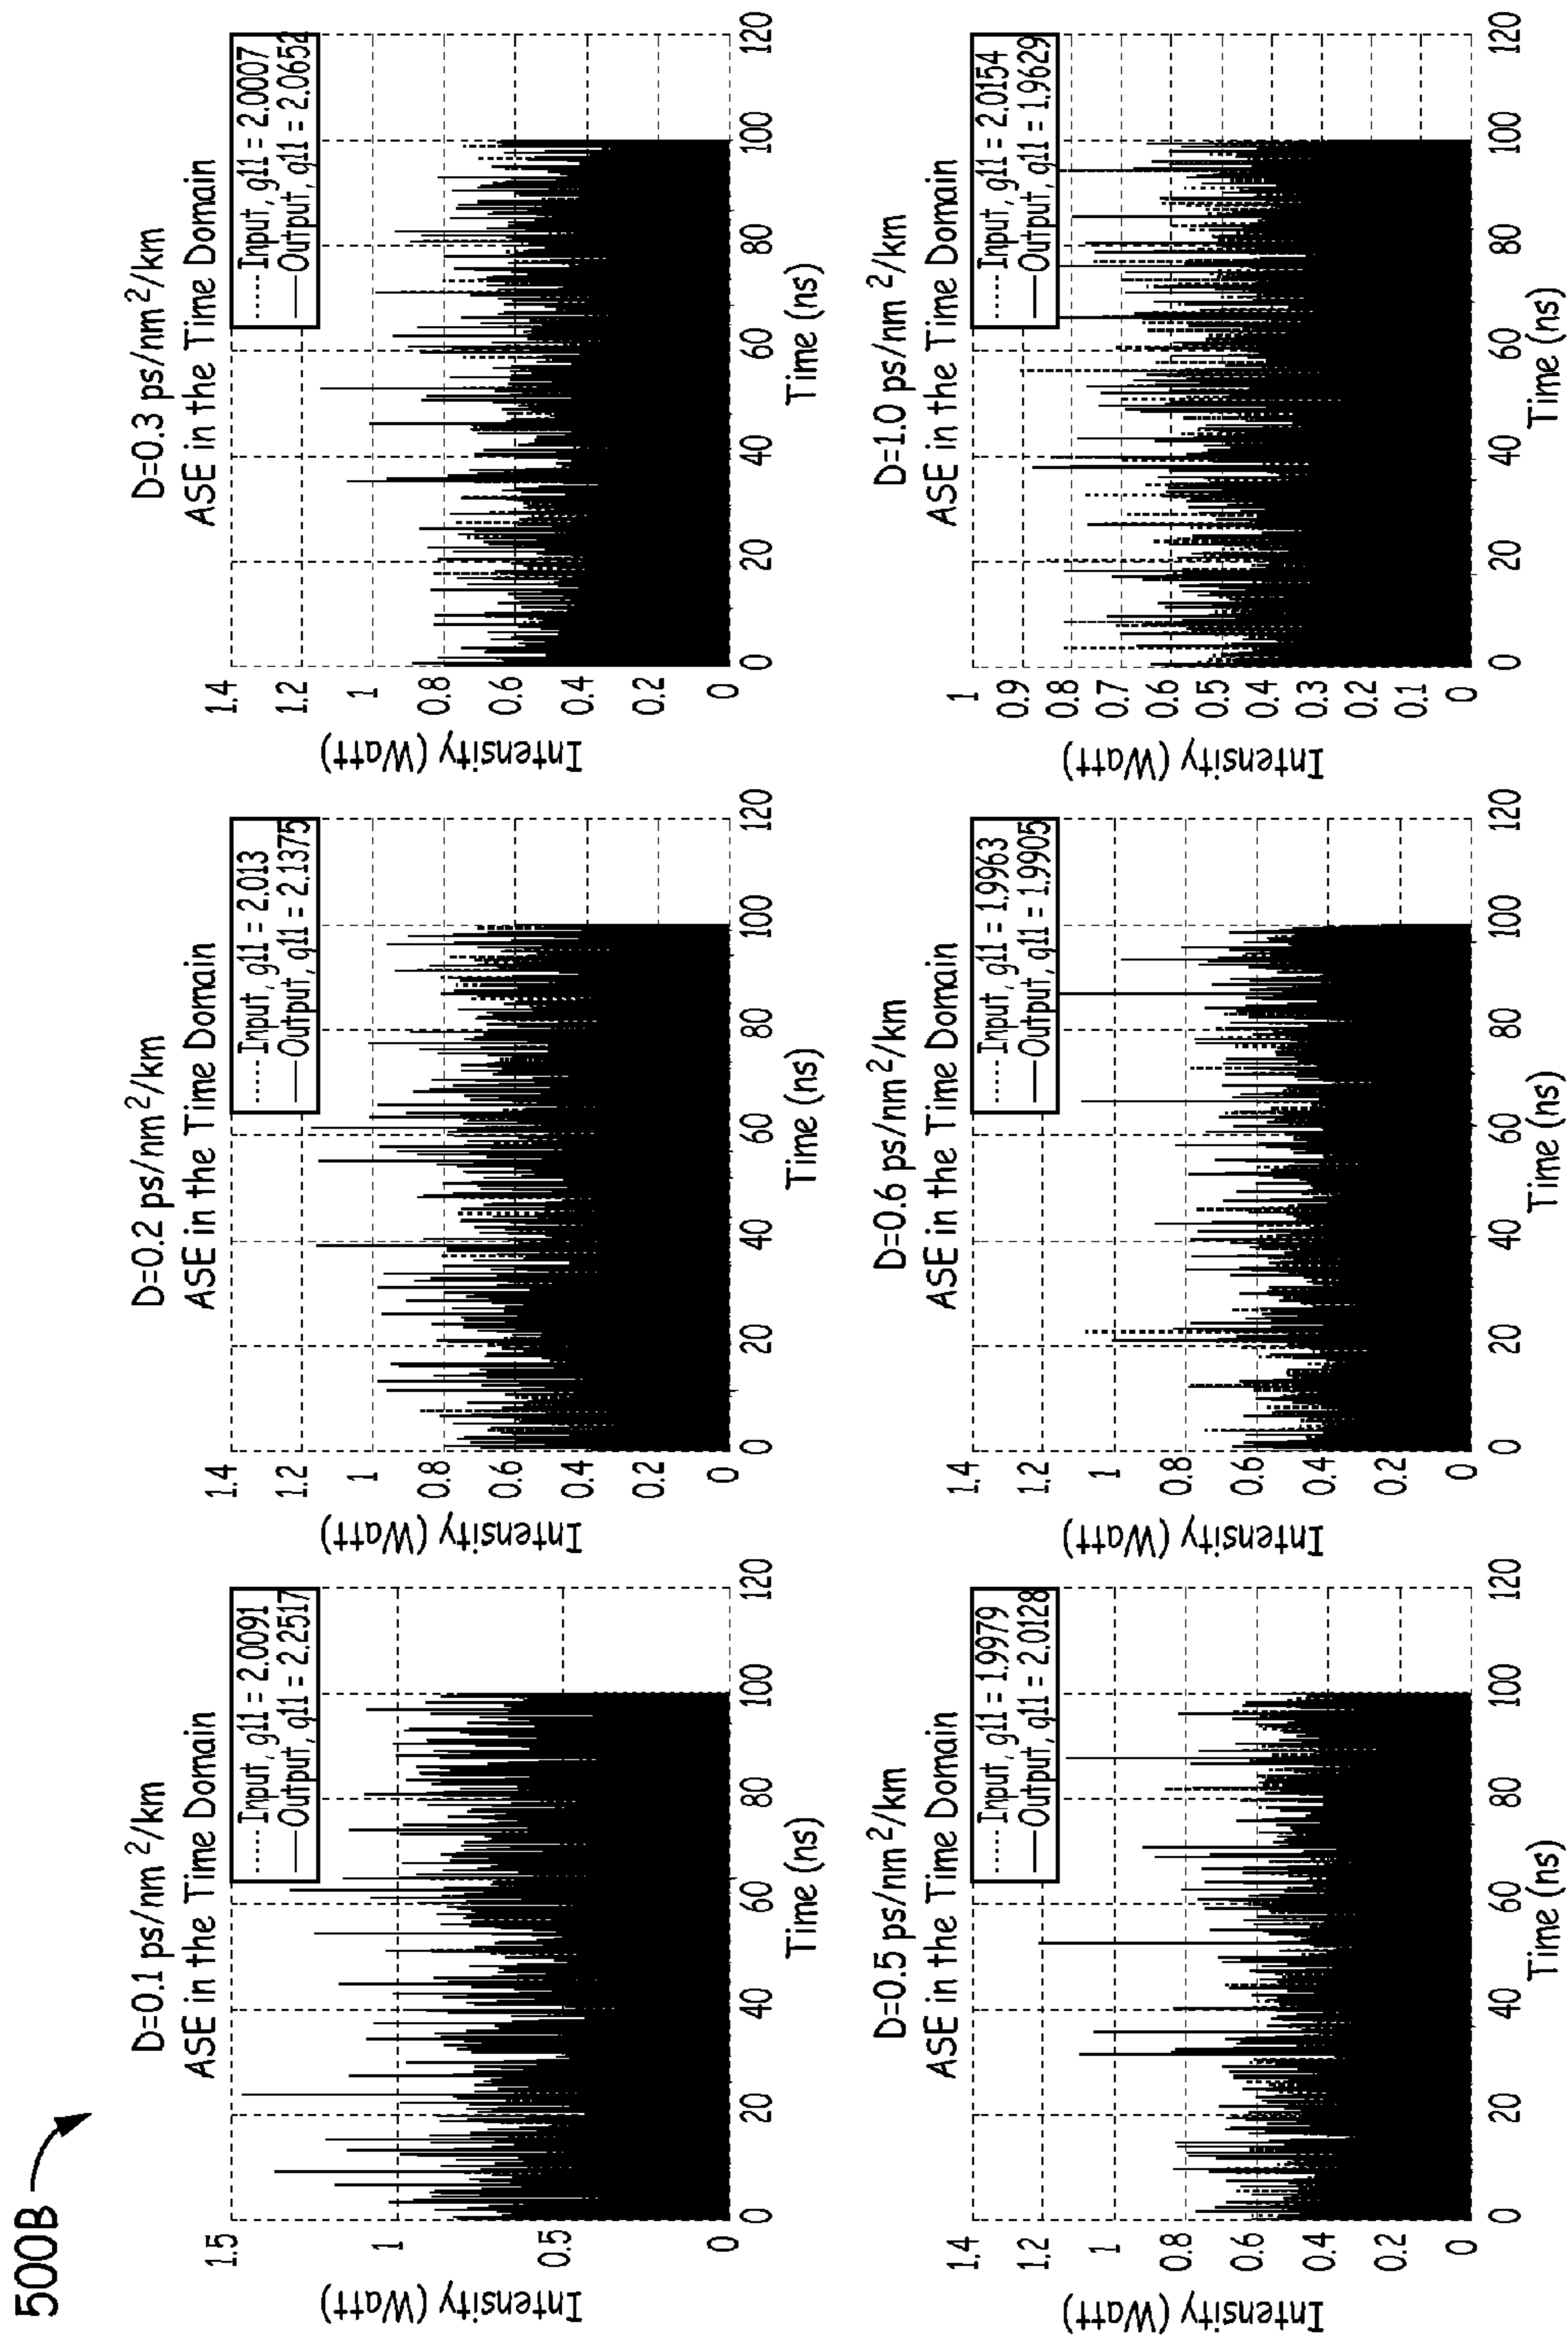 500B
D=0.1 ps/nm²/km
ASE in the Time Domain
Input, g11 = 2.0091
Output, g11 = 2.2517
Intensity (Watt)
1.5
1
0.5
0
0 20 40 60 80 100 120
Time (ns)
D=0.2 ps/nm²/km
ASE in the Time Domain
Input, g11 = 2.013
Output, g11 = 2.1375
Intensity (Watt)
1.4
1.2
1
0.8
0.6
0.4
0.2
0
0 20 40 60 80 100 120
Time (ns)
D=0.3 ps/nm²/km
ASE in the Time Domain
Input, g11 = 2.0007
Output, g11 = 2.0652
Intensity (Watt)
1.4
1.2
1
0.8
0.6
0.4
0.2
0
0 20 40 60 80 100 120
Time (ns)
D=0.5 ps/nm²/km
ASE in the Time Domain
Input, g11 = 1.9979
Output, g11 = 2.0128
Intensity (Watt)
1.4
1.2
1
0.8
0.6
0.4
0.2
0
0 20 40 60 80 100 120
Time (ns)
D=0.6 ps/nm²/km
ASE in the Time Domain
Input, g11 = 1.9963
Output, g11 = 1.9905
Intensity (Watt)
1.4
1.2
1
0.8
0.6
0.4
0.2
0
0 20 40 60 80 100 120
Time (ns)
D=1.0 ps/nm²/km
ASE in the Time Domain
Input, g11 = 2.0154
Output, g11 = 1.9629
Intensity (Watt)
1
0.9
0.8
0.7
0.6
0.5
0.4
0.3
0.2
0.1
0
0 20 40 60 80 100 120
Time (ns)